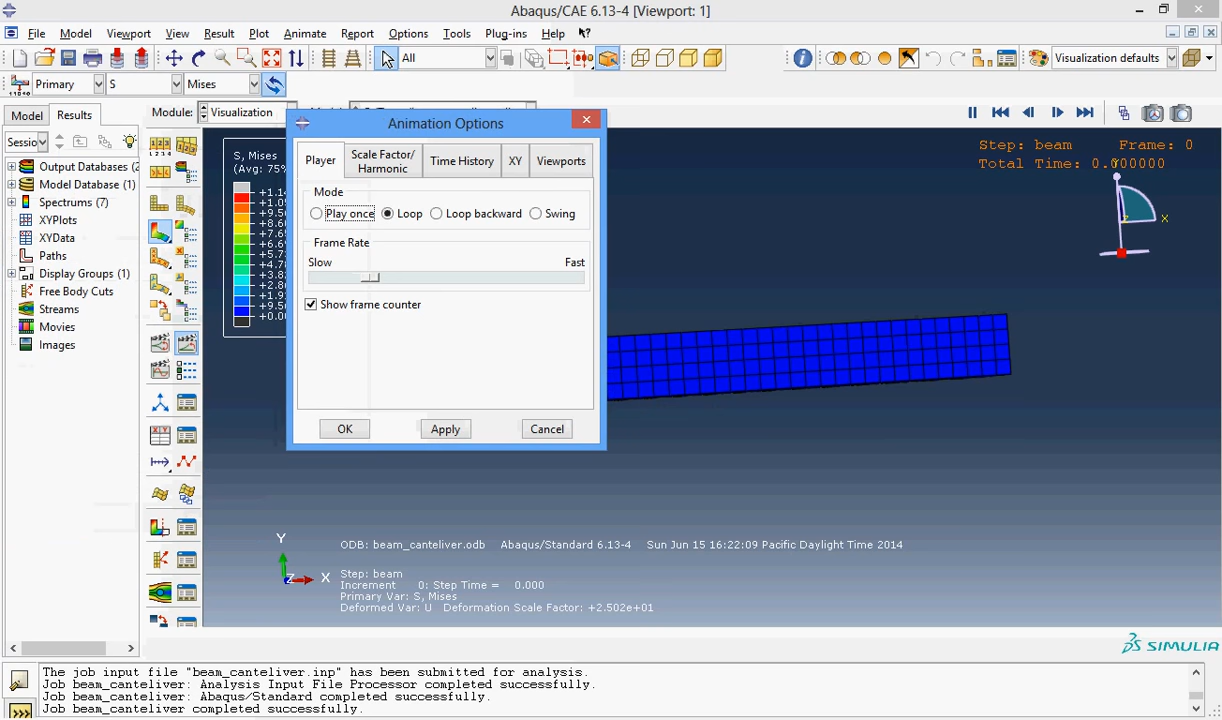 Abaqus/CAE 6.13-4 [Viewport: 1]
File Model Viewport View Result Plot Animate Report Options Tools Plug-ins Help
All
Visualization defaults
Primary S Mises
Model Results
Module: Visualization
Sessio
Output Databases (2
Model Database (1)
Spectrums (7)
XYPlots
XYData
Paths
Display Groups (1)
Free Body Cuts
Streams
Movies
Images
S, Mises
(Avg: 75%
Animation Options
Player
Scale Factor/
Harmonic
Time History
XY
Viewports
Mode
Play once Loop Loop backward Swing
Frame Rate
Slow Fast
Show frame counter
OK Apply Cancel
Step: beam Frame: 0
Total Time: 0.000000
Y
X
Z
Y
X
Z
ODB: beam_canteliver.odb Abaqus/Standard 6.13-4 Sun Jun 15 16:22:09 Pacific Daylight Time 2014
Step: beam
Increment 0: Step Time = 0.000
Primary Var: S, Mises
Deformed Var: U Deformation Scale Factor: +2.502e+01
SIMULIA
The job input file "beam_canteliver.inp" has been submitted for analysis.
Job beam_canteliver: Analysis Input File Processor completed successfully.
Job beam_canteliver: Abaqus/Standard completed successfully.
Job beam_canteliver completed successfully.